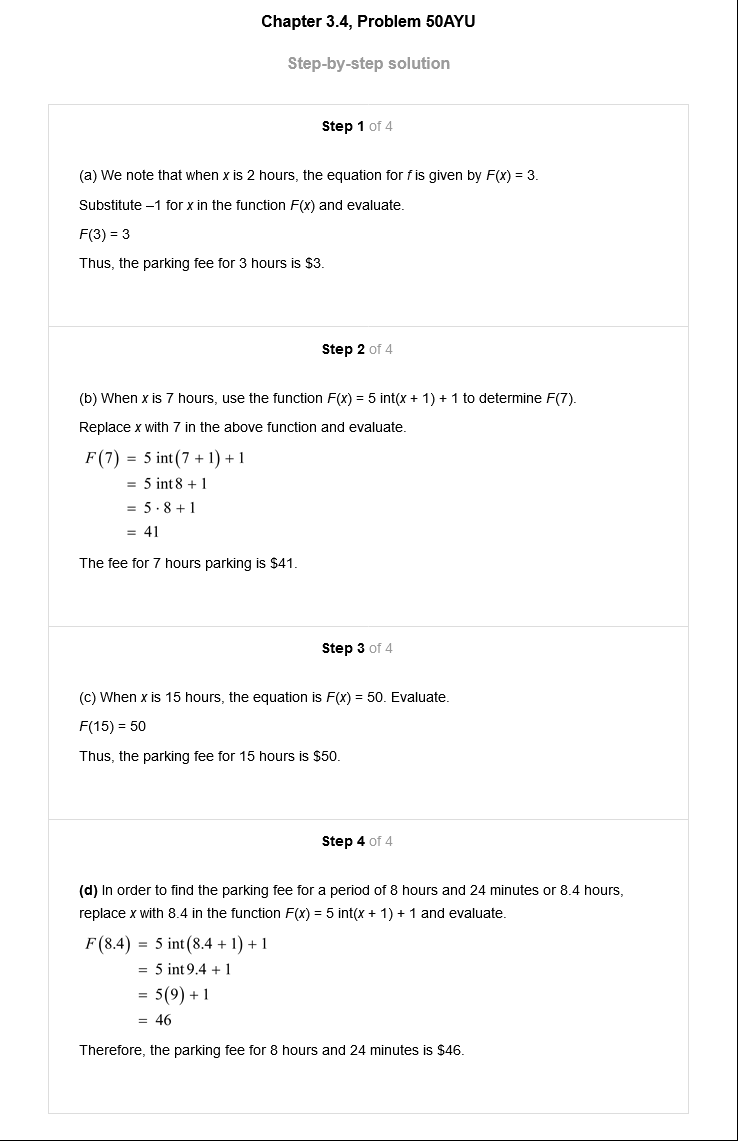 Chapter 3.4, Problem 50AYU
Step-by-step solution
Step 1 of 4
(a) We note that when x is 2 hours, the equation for f is given by F(x) = 3.
Substitute –1 for x in the function F(x) and evaluate.
F(3) = 3
Thus, the parking fee for 3 hours is $3.
Step 2 of 4
(b) When x is 7 hours, use the function F(x) = 5 int(x + 1) + 1 to determine F(7).
Replace x with 7 in the above function and evaluate.
F(7) = 5 int(7 + 1) + 1
= 5 int 8 + 1
= 5 · 8 + 1
= 41
The fee for 7 hours parking is $41.
Step 3 of 4
(c) When x is 15 hours, the equation is F(x) = 50. Evaluate.
F(15) = 50
Thus, the parking fee for 15 hours is $50.
Step 4 of 4
(d) In order to find the parking fee for a period of 8 hours and 24 minutes or 8.4 hours,
replace x with 8.4 in the function F(x) = 5 int(x + 1) + 1 and evaluate.
F(8.4) = 5 int(8.4 + 1) + 1
= 5 int 9.4 + 1
= 5(9) + 1
= 46
Therefore, the parking fee for 8 hours and 24 minutes is $46.